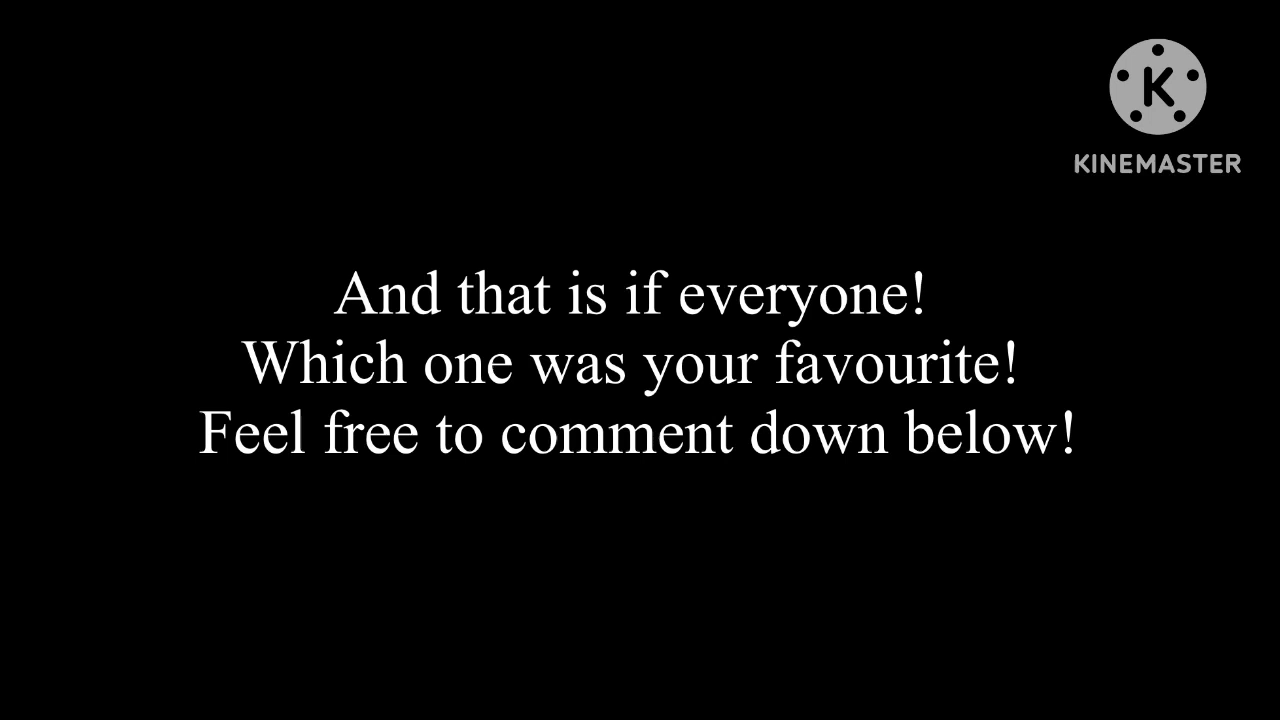 K
KINEMASTER
And that is if everyone!
Which one was your favourite!
Feel free to comment down below!